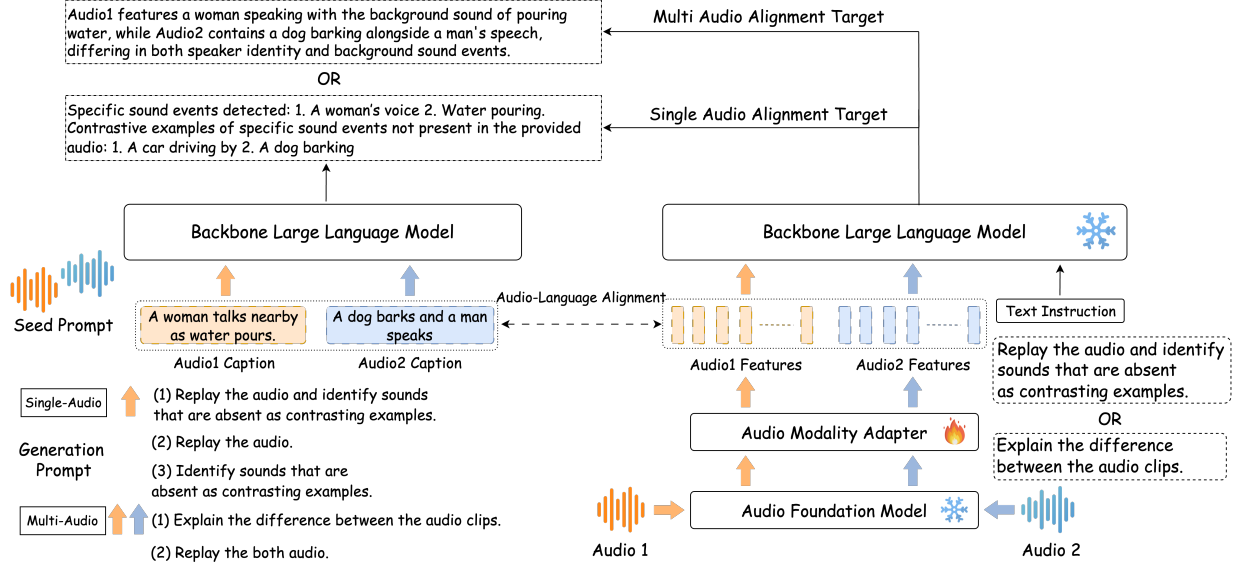 Audio1 features a woman speaking with the background sound of pouring
water, while Audio2 contains a dog barking alongside a man's speech,
differing in both speaker identity and background sound events.
OR
Specific sound events detected: 1. A woman's voice 2. Water pouring.
Contrastive examples of specific sound events not present in the provided
audio: 1. A car driving by 2. A dog barking
Multi Audio Alignment Target
Single Audio Alignment Target
Backbone Large Language Model
Backbone Large Language Model
Seed Prompt
A woman talks nearby
as water pours.
A dog barks and a man
speaks
Audio1 Caption
Audio2 Caption
Audio-Language Alignment
Audio1 Features
Audio2 Features
Text Instruction
Replay the audio and identify
sounds that are absent
as contrasting examples.
OR
Explain the difference
between the audio clips.
Single-Audio
(1) Replay the audio and identify sounds
that are absent as contrasting examples.
Generation
Prompt
(2) Replay the audio.
(3) Identify sounds that are
absent as contrasting examples.
Multi-Audio
(1) Explain the difference between the audio clips.
(2) Replay the both audio.
Audio Modality Adapter
Audio Foundation Model
Audio 1
Audio 2